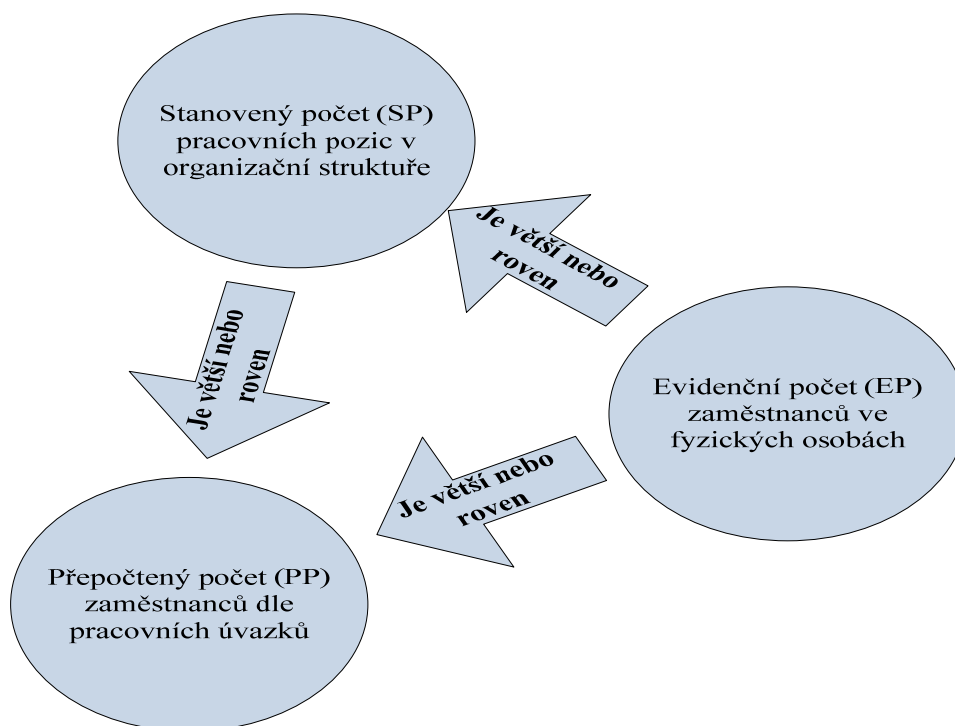 Stanovený počet (SP)
pracovních pozic v
organizační struktuře
Je větší nebo
roven
Je větší nebo
roven
Evidenční počet (EP)
zaměstnanců ve
fyzických osobách
Je větší nebo
roven
Přepočtený počet (PP)
zaměstnanců dle
pracovních úvazků